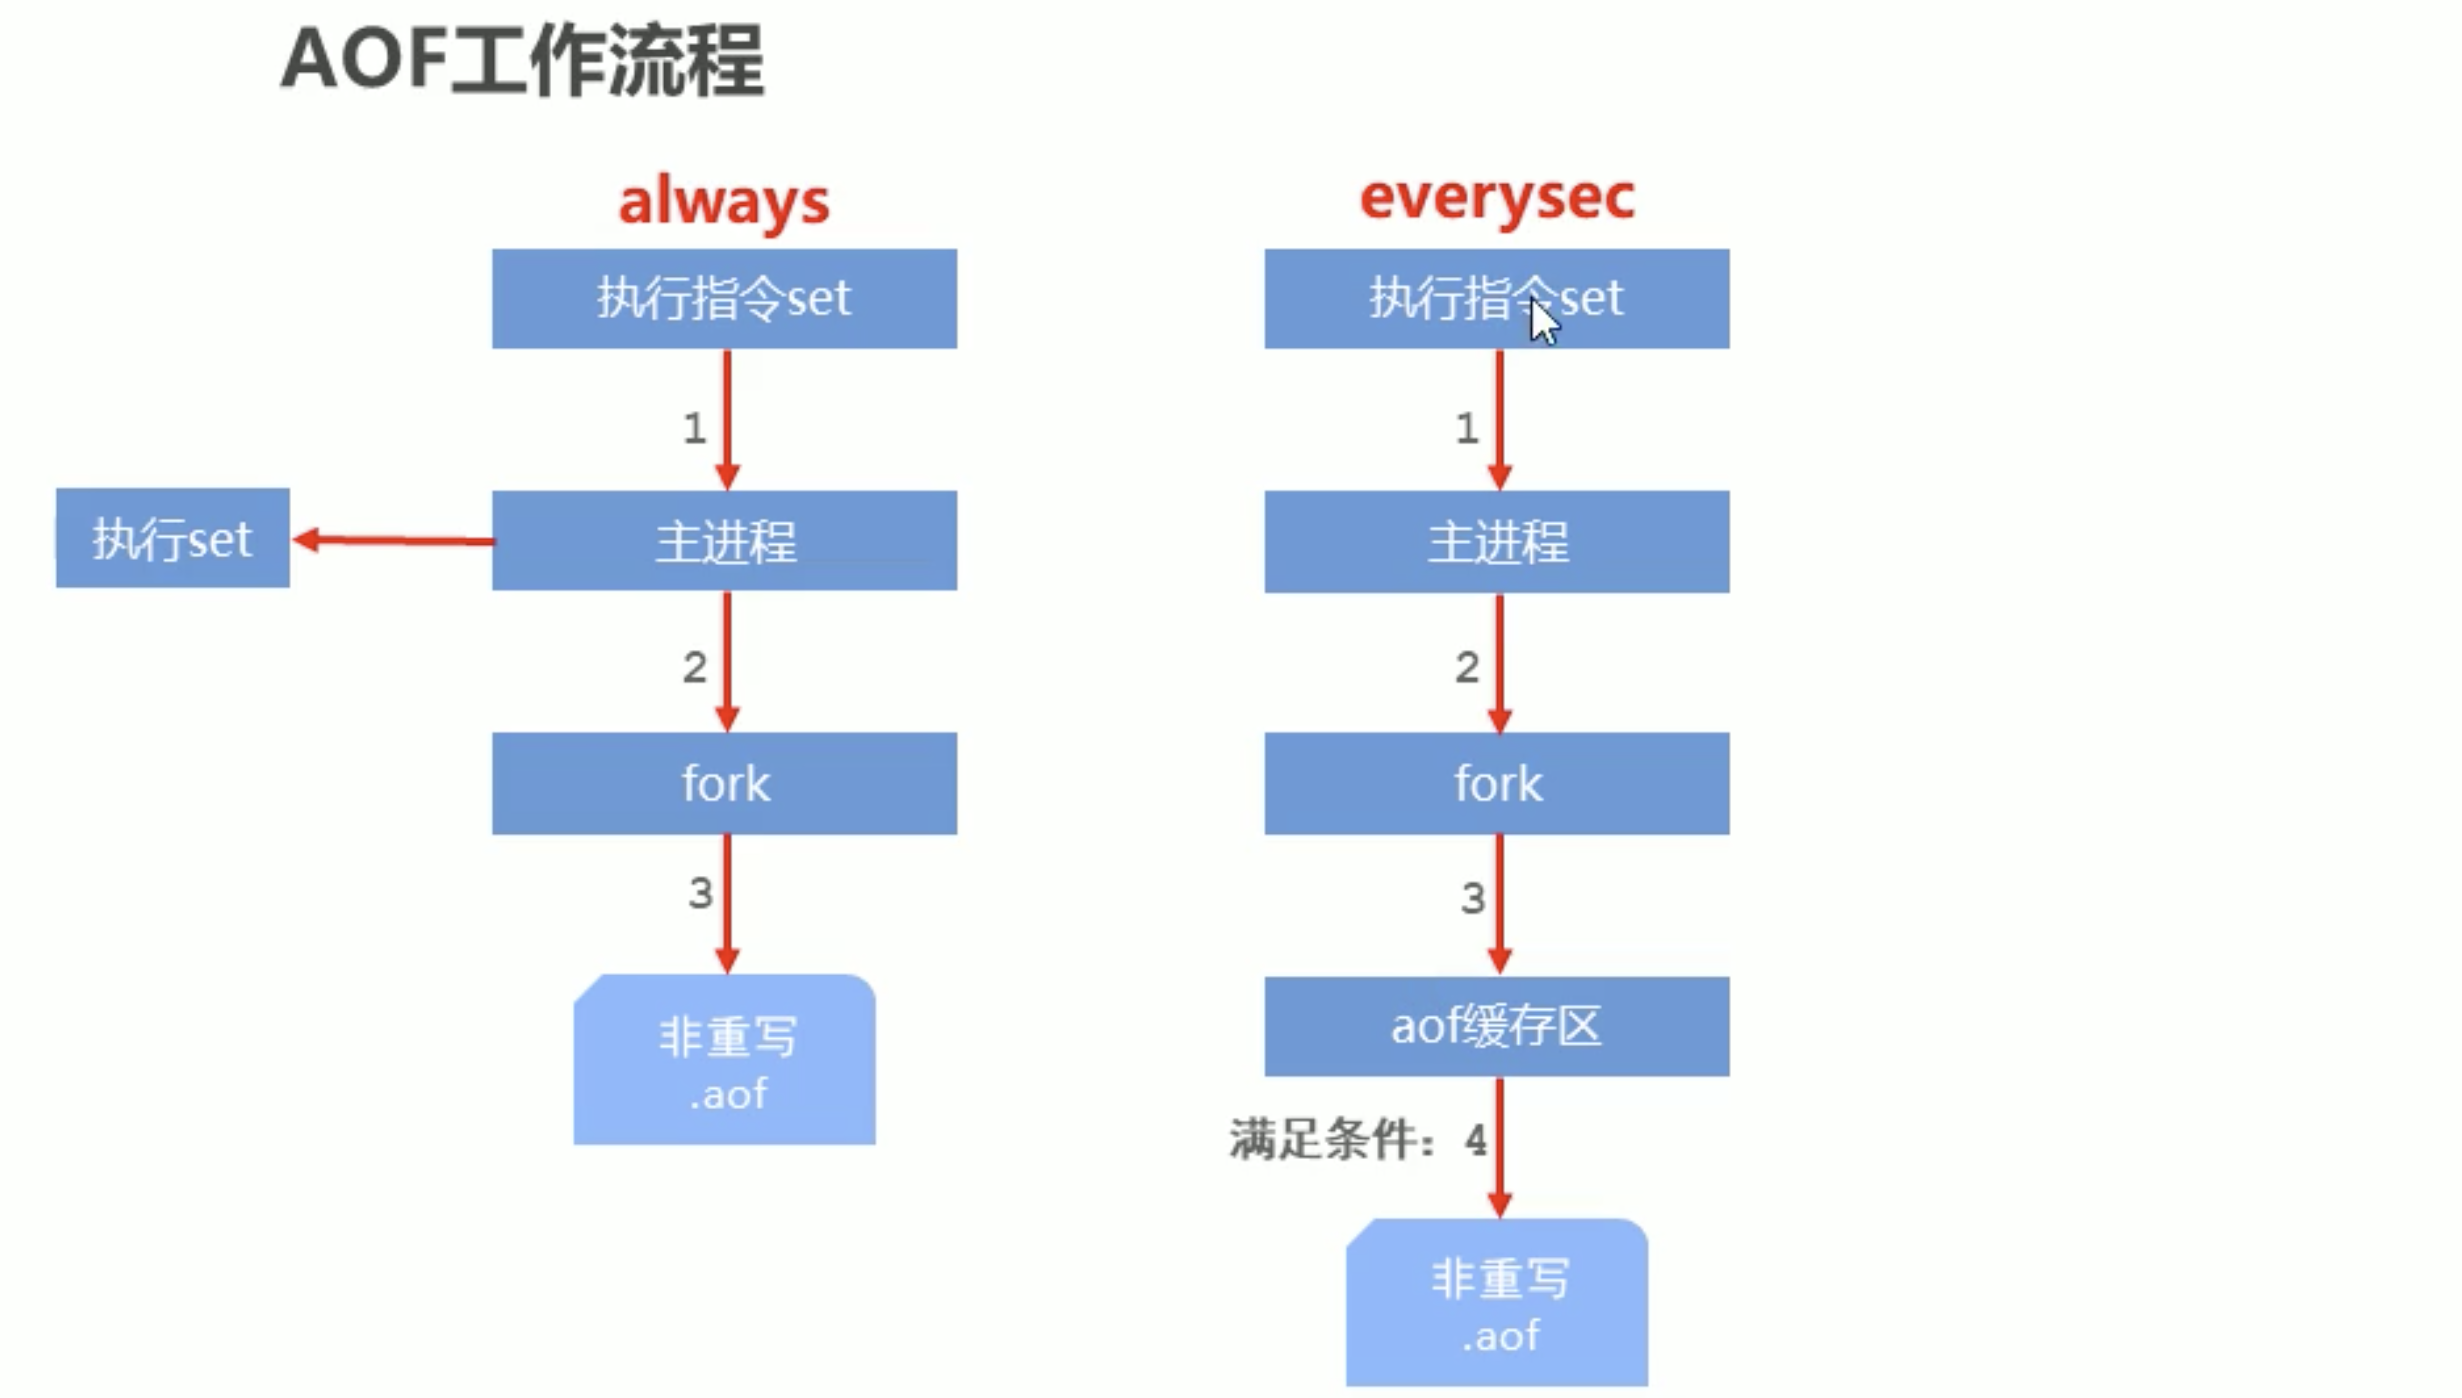 AOF工作流程
always
执行指令set
1
执行set
主进程
2
fork
3
非重写
.aof
everysec
执行指令set
1
主进程
2
fork
3
aof缓存区
满足条件：4
非重写
.aof